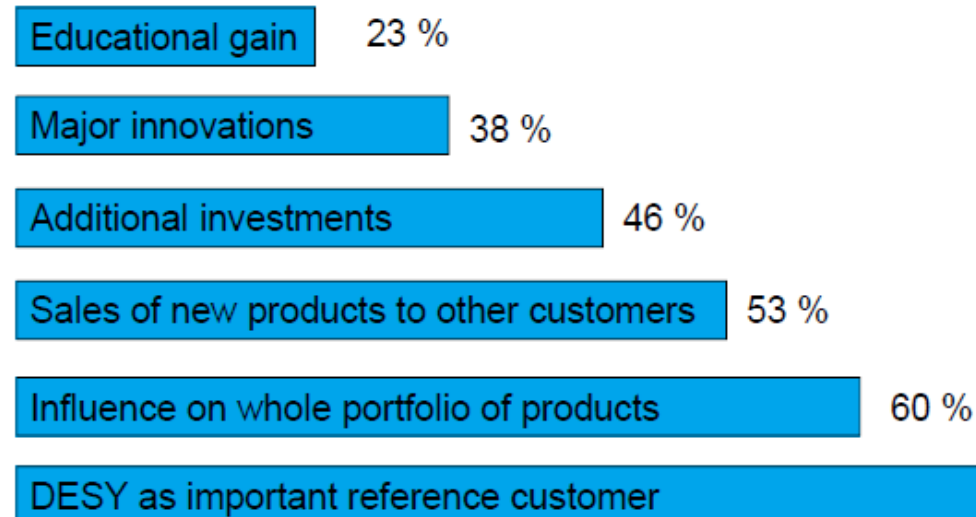 Educational gain 23 %
Major innovations 38 %
Additional investments 46 %
Sales of new products to other customers 53 %
Influence on whole portfolio of products 60 %
DESY as important reference customer